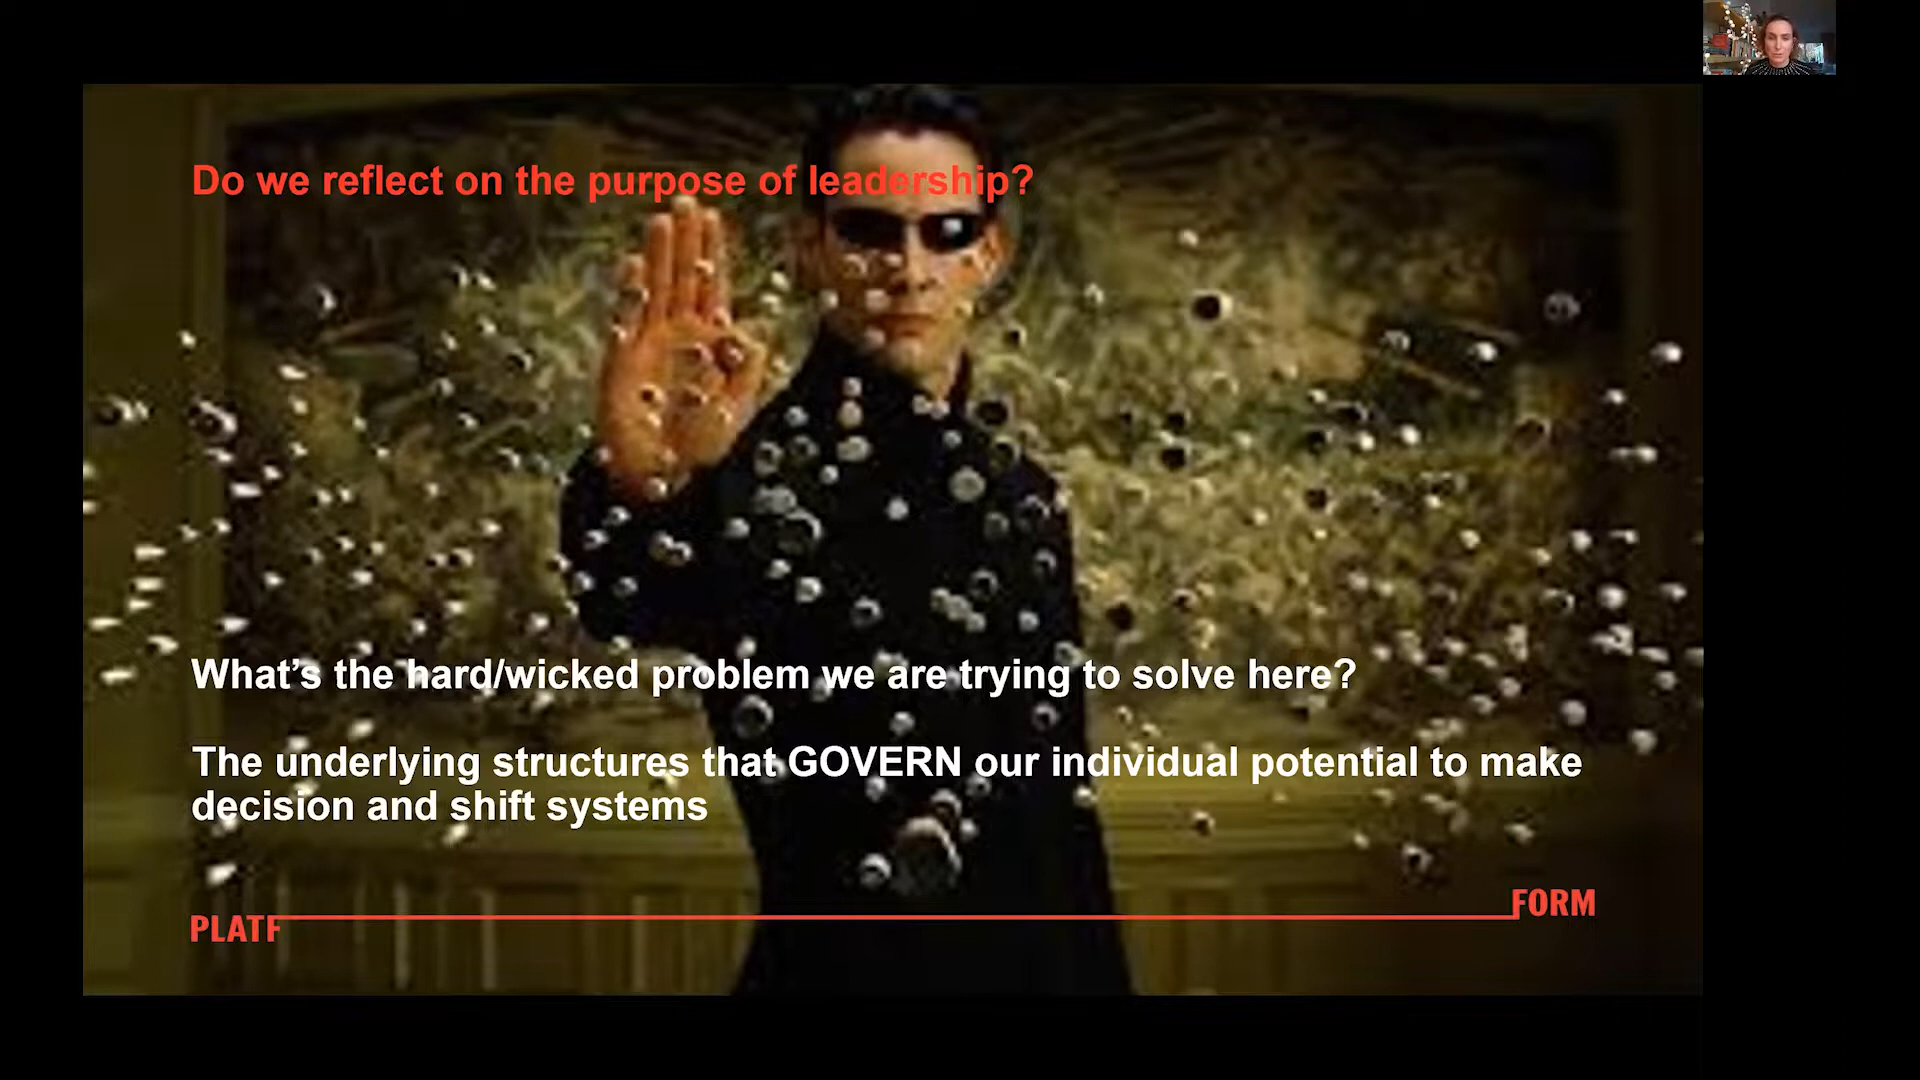 Do we reflect on the purpose of leadership?
What’s the hard/wicked problem we are trying to solve here?
The underlying structures that GOVERN our individual potential to make
decision and shift systems
PLATF
FORM